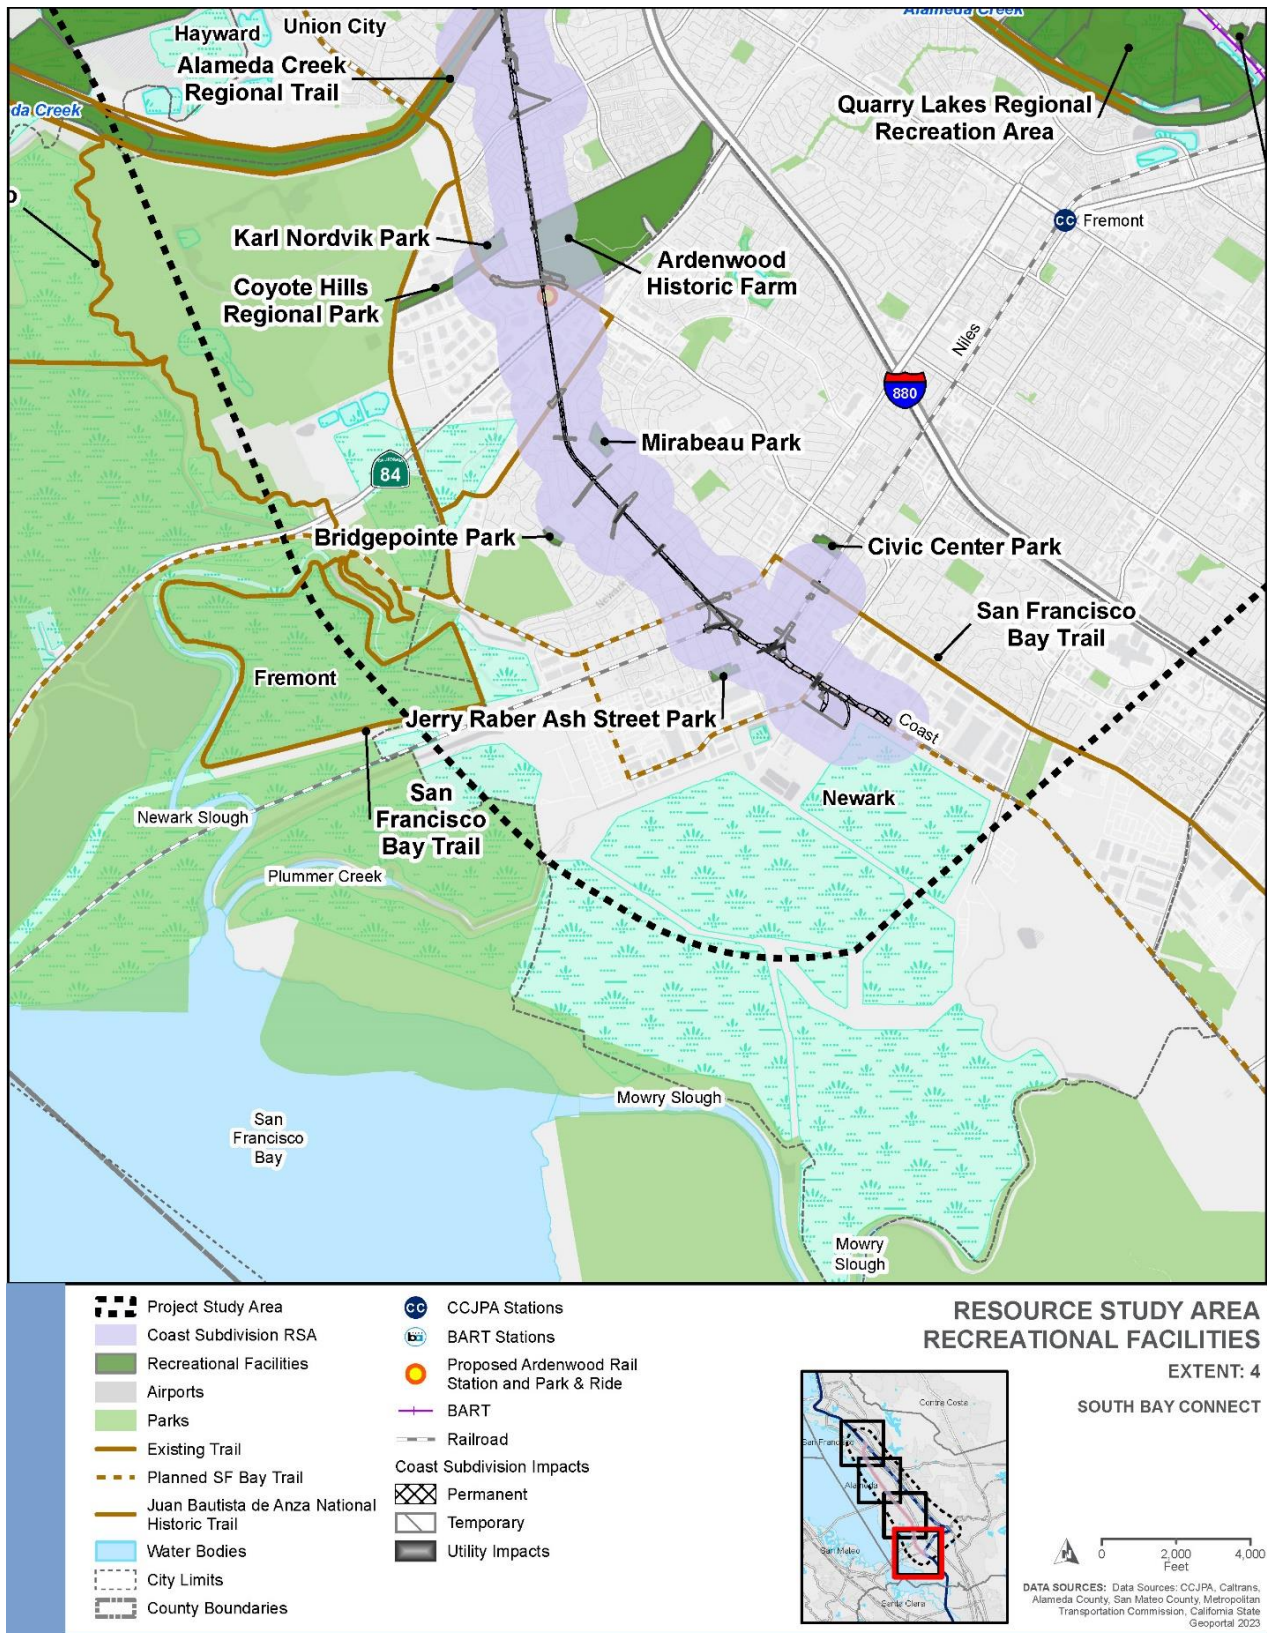 Hayward
Union City
Alameda Creek
Alameda Creek
Regional Trail
da Creek
Quarry Lakes Regional
Recreation Area
CC Fremont
Karl Nordvik Park
Ardenwood
Historic Farm
Coyote Hills
Regional Park
Niles
880
Mirabeau Park
84
Bridgepointe Park
Civic Center Park
San Francisco
Bay Trail
Fremont
Jerry Raber Ash Street Park
Coast
San
Francisco
Bay Trail
Newark
Newark Slough
Plummer Creek
Mowry Slough
San
Francisco
Bay
Mowry
Slough
Project Study Area
Coast Subdivision RSA
Recreational Facilities
Airports
Parks
Existing Trail
Planned SF Bay Trail
Juan Bautista de Anza National
Historic Trail
Water Bodies
City Limits
County Boundaries
CC CCJPA Stations
ba BART Stations
Proposed Ardenwood Rail
Station and Park & Ride
BART
Railroad
Coast Subdivision Impacts
Permanent
Temporary
Utility Impacts
Contra Costa
San Francisco
Alameda
San Mateo
Santa Clara
RESOURCE STUDY AREA
RECREATIONAL FACILITIES
EXTENT: 4
SOUTH BAY CONNECT
N
0 2,000 4,000
Feet
DATA SOURCES: Data Sources: CCJPA, Caltrans,
Alameda County, San Mateo County, Metropolitan
Transportation Commission, California State
Geoportal 2023